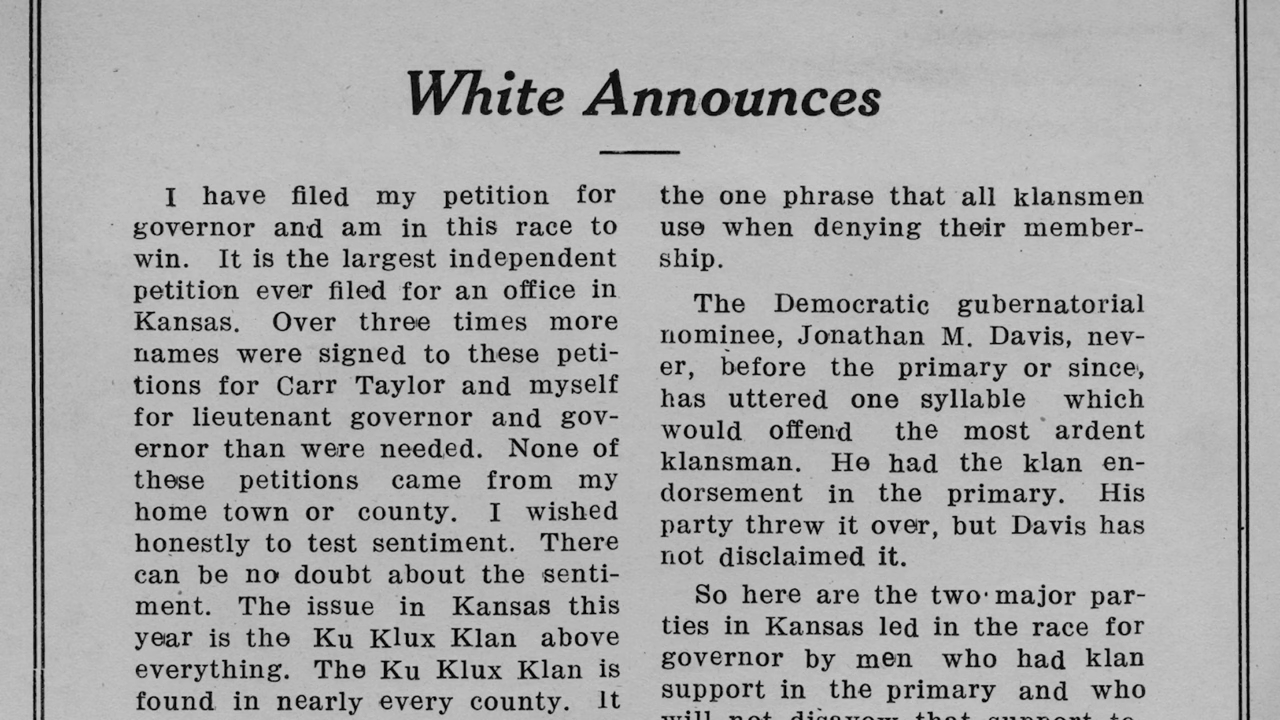 White Announces
I have filed my petition for
governor and am in this race to
win. It is the largest independent
petition ever filed for an office in
Kansas. Over three times more
names were signed to these peti-
tions for Carr Taylor and myself
for lieutenant governor and gov-
ernor than were needed. None of
these petitions came from my
home town or county. I wished
honestly to test sentiment. There
can be no doubt about the senti-
ment. The issue in Kansas this
year is the Ku Klux Klan above
everything. The Ku Klux Klan is
found in nearly every county. It
the one phrase that all klansmen
use when denying their member-
ship.
The Democratic gubernatorial
nominee, Jonathan M. Davis, nev-
er, before the primary or since,
has uttered one syllable which
would offend the most ardent
klansman. He had the klan en-
dorsement in the primary. His
party threw it over, but Davis has
not disclaimed it.
So here are the two major par-
ties in Kansas led in the race for
governor by men who had klan
support in the primary and who
will not disavow that support to-